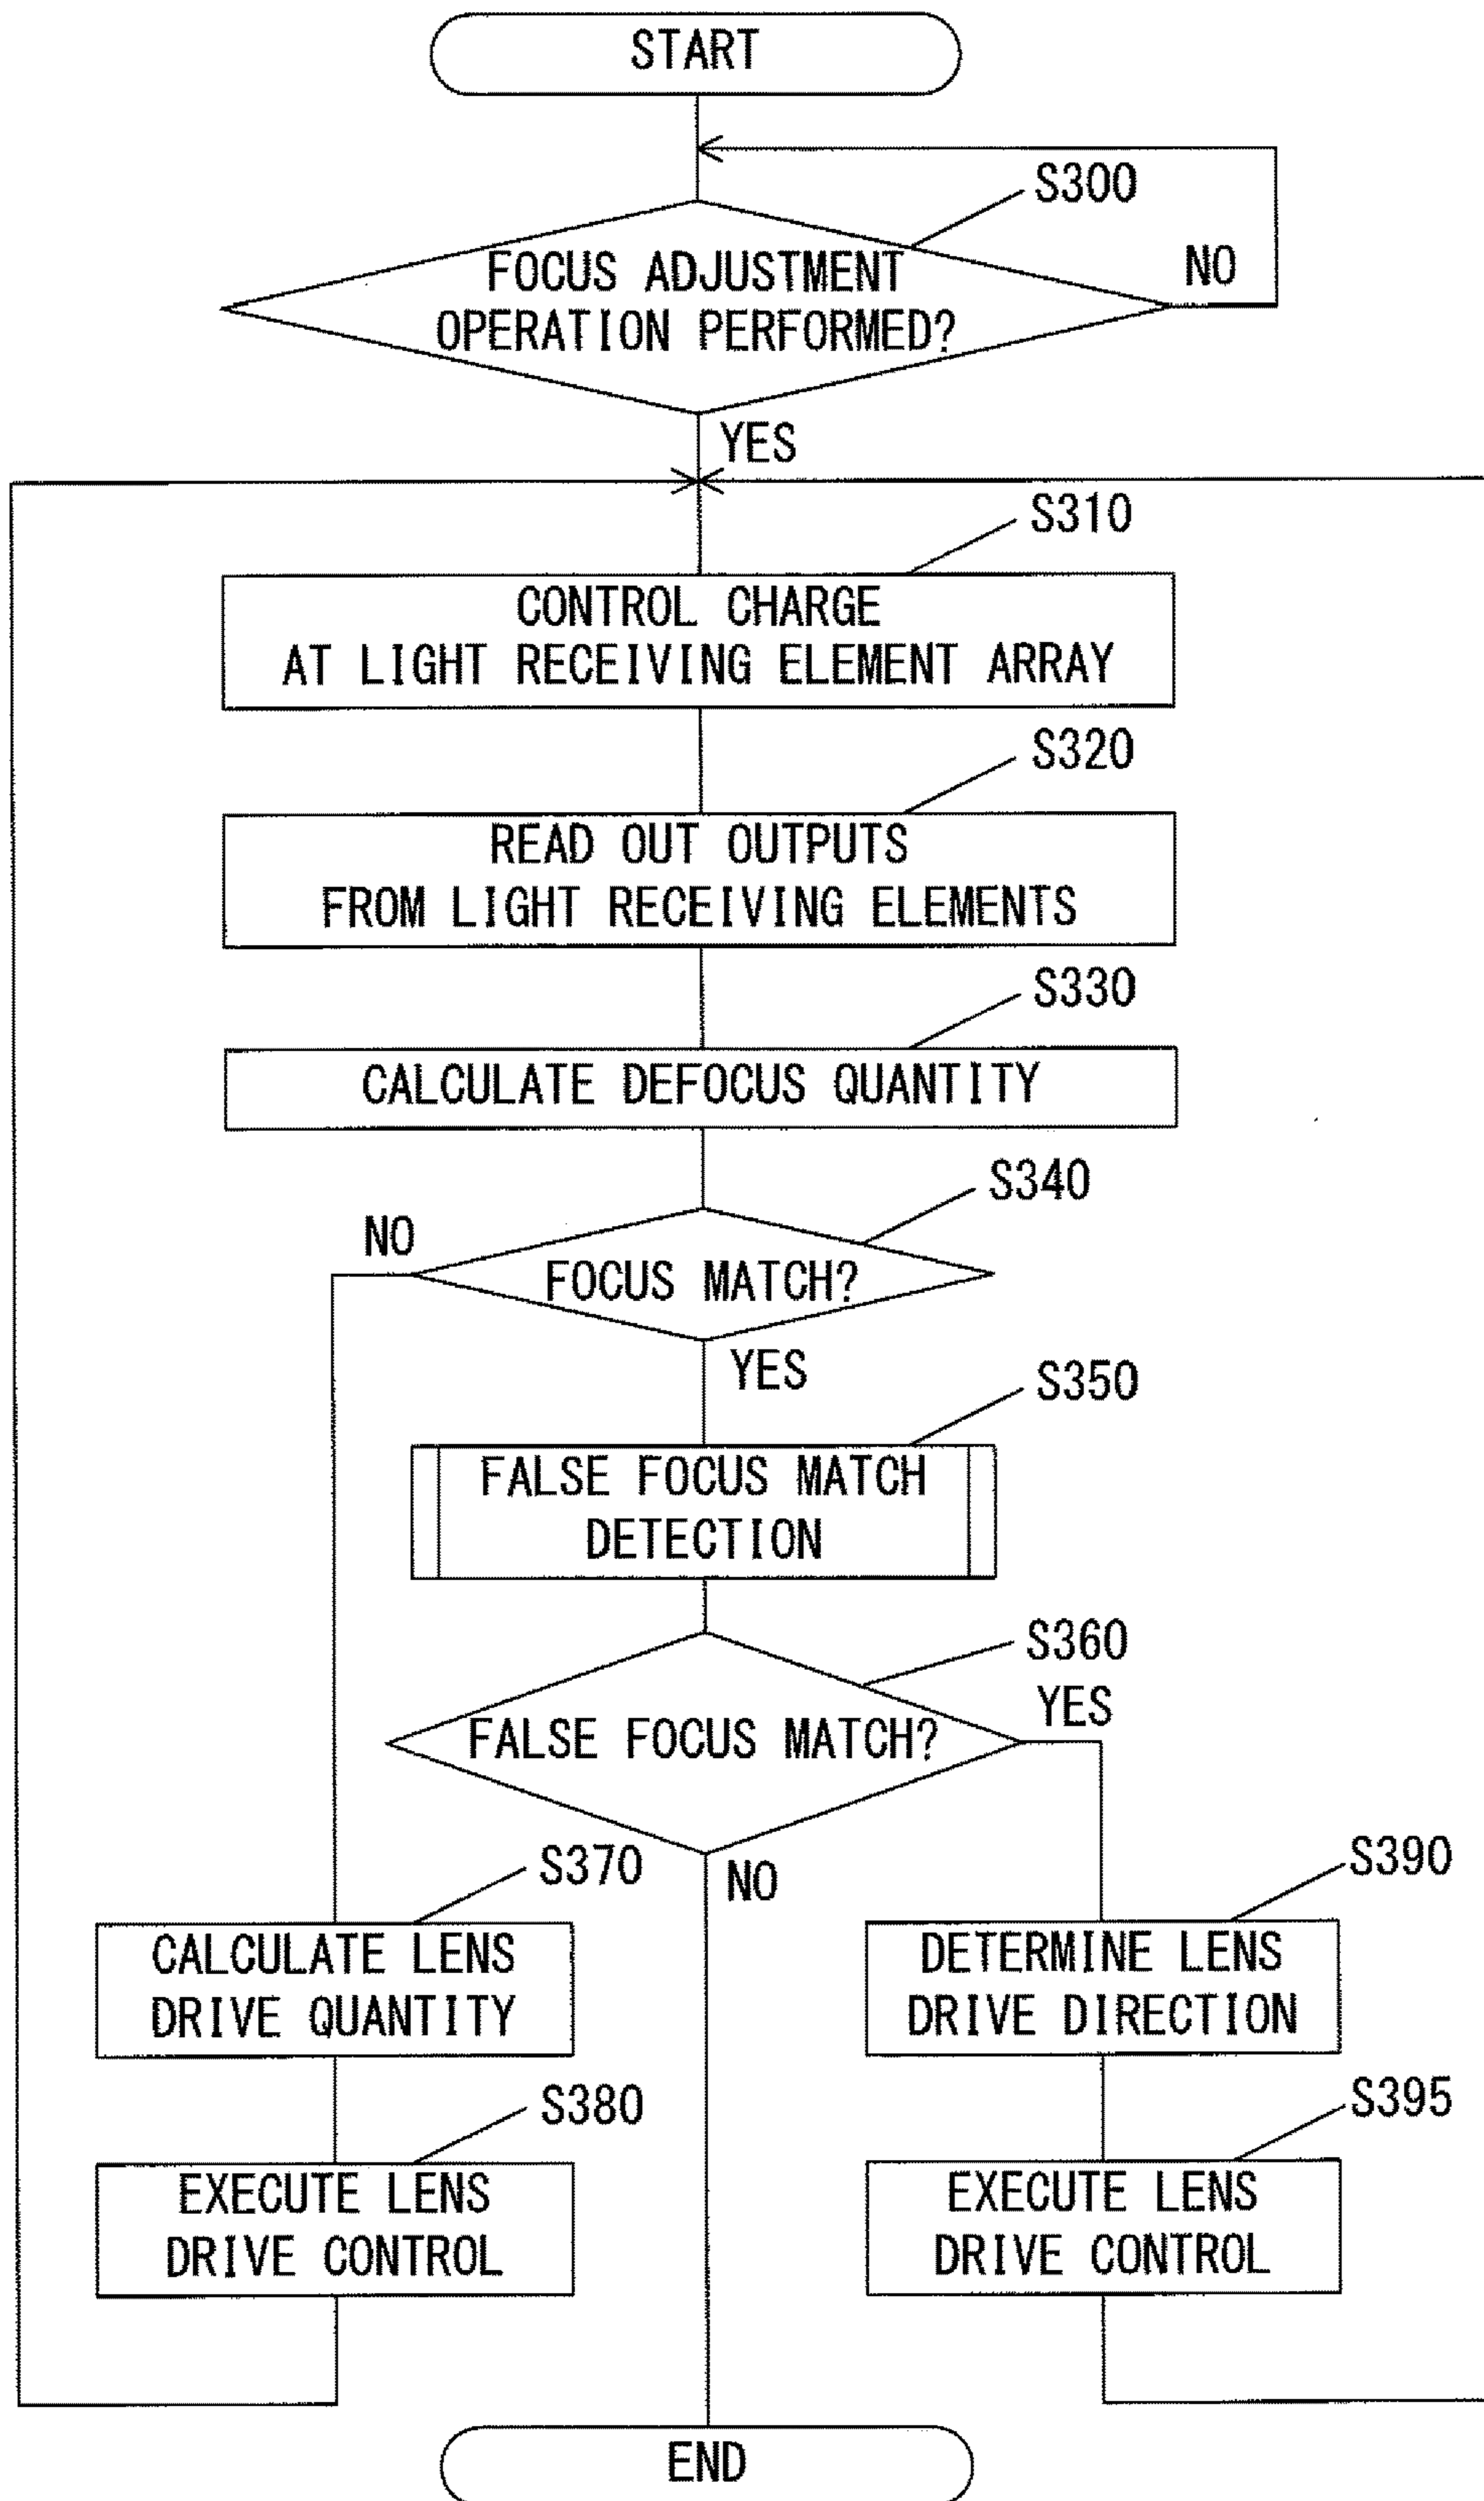 START
S300
FOCUS ADJUSTMENT
OPERATION PERFORMED?
NO
YES
S310
CONTROL CHARGE
AT LIGHT RECEIVING ELEMENT ARRAY
S320
READ OUT OUTPUTS
FROM LIGHT RECEIVING ELEMENTS
S330
CALCULATE DEFOCUS QUANTITY
S340
NO
FOCUS MATCH?
YES
S350
FALSE FOCUS MATCH
DETECTION
S360
YES
FALSE FOCUS MATCH?
NO
S370
CALCULATE LENS
DRIVE QUANTITY
S390
DETERMINE LENS
DRIVE DIRECTION
S380
EXECUTE LENS
DRIVE CONTROL
S395
EXECUTE LENS
DRIVE CONTROL
END